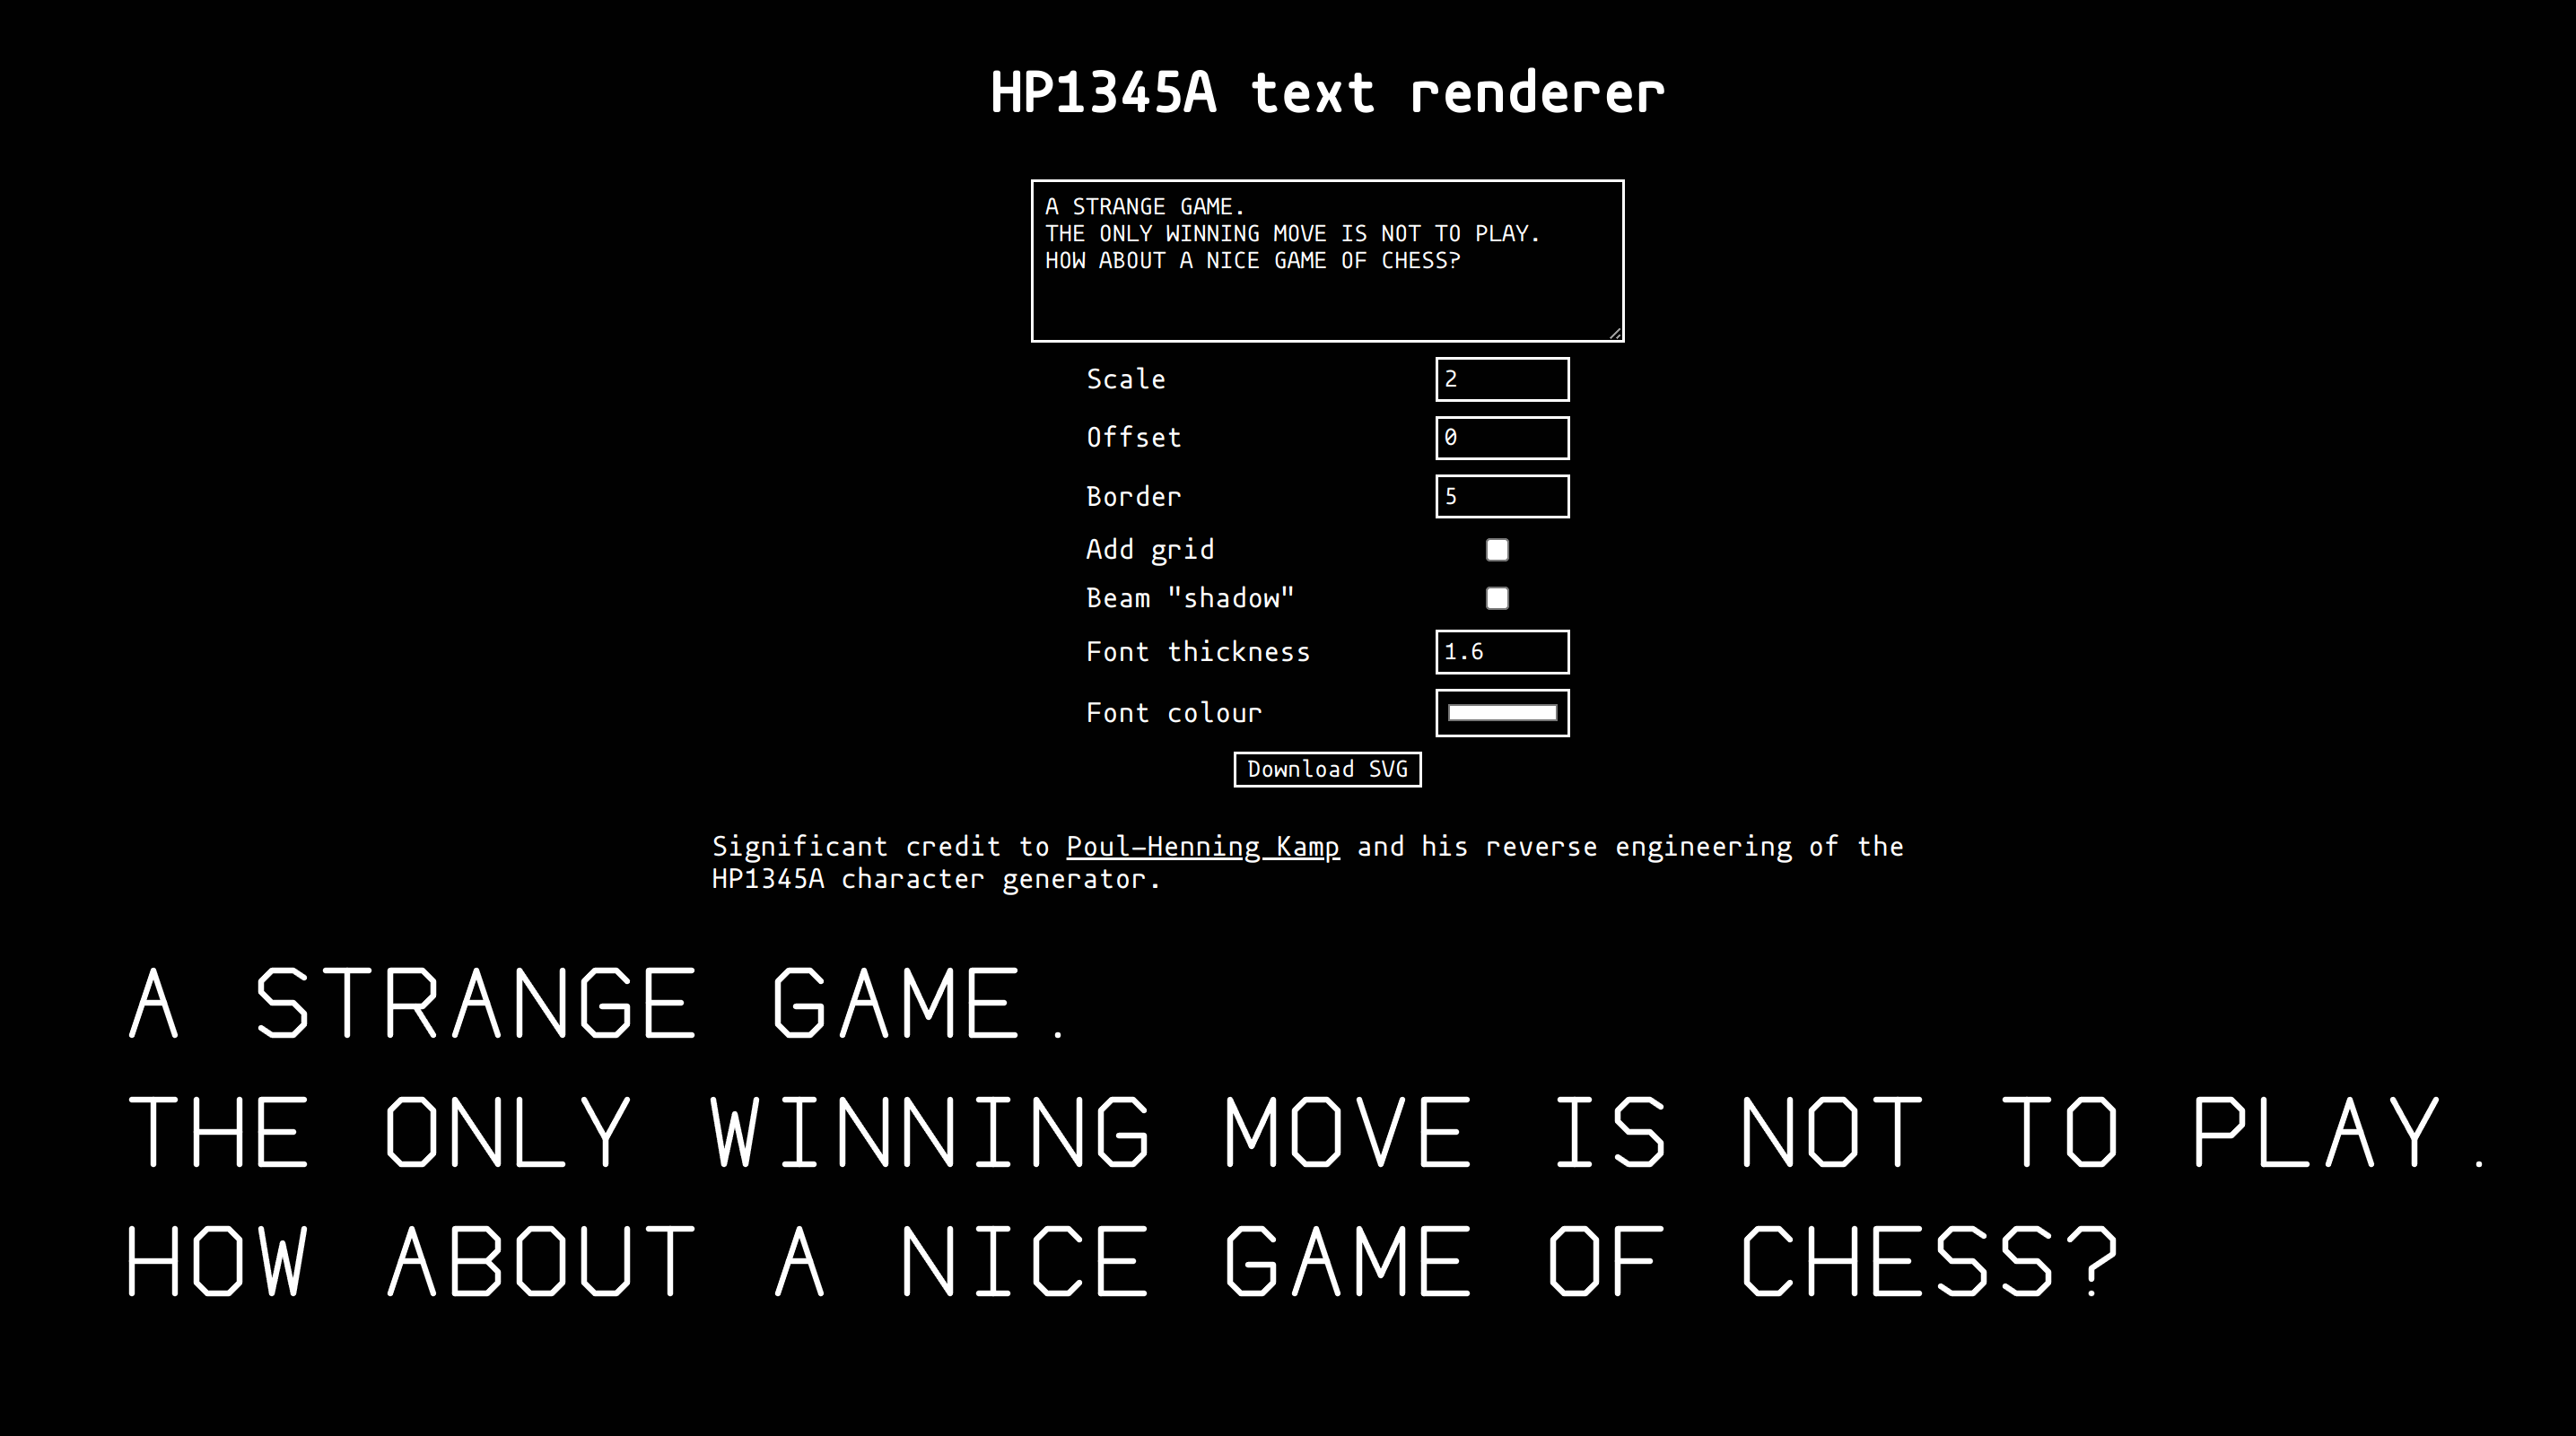 HP1345A text renderer
A STRANGE GAME.
THE ONLY WINNING MOVE IS NOT TO PLAY.
HOW ABOUT A NICE GAME OF CHESS?
Scale 2
Offset 0
Border 5
Add grid
Beam "shadow"
Font thickness 1.6
Font colour
Download SVG
Significant credit to Poul-Henning Kamp and his reverse engineering of the
HP1345A character generator.
A STRANGE GAME.
THE ONLY WINNING MOVE IS NOT TO PLAY.
HOW ABOUT A NICE GAME OF CHESS?